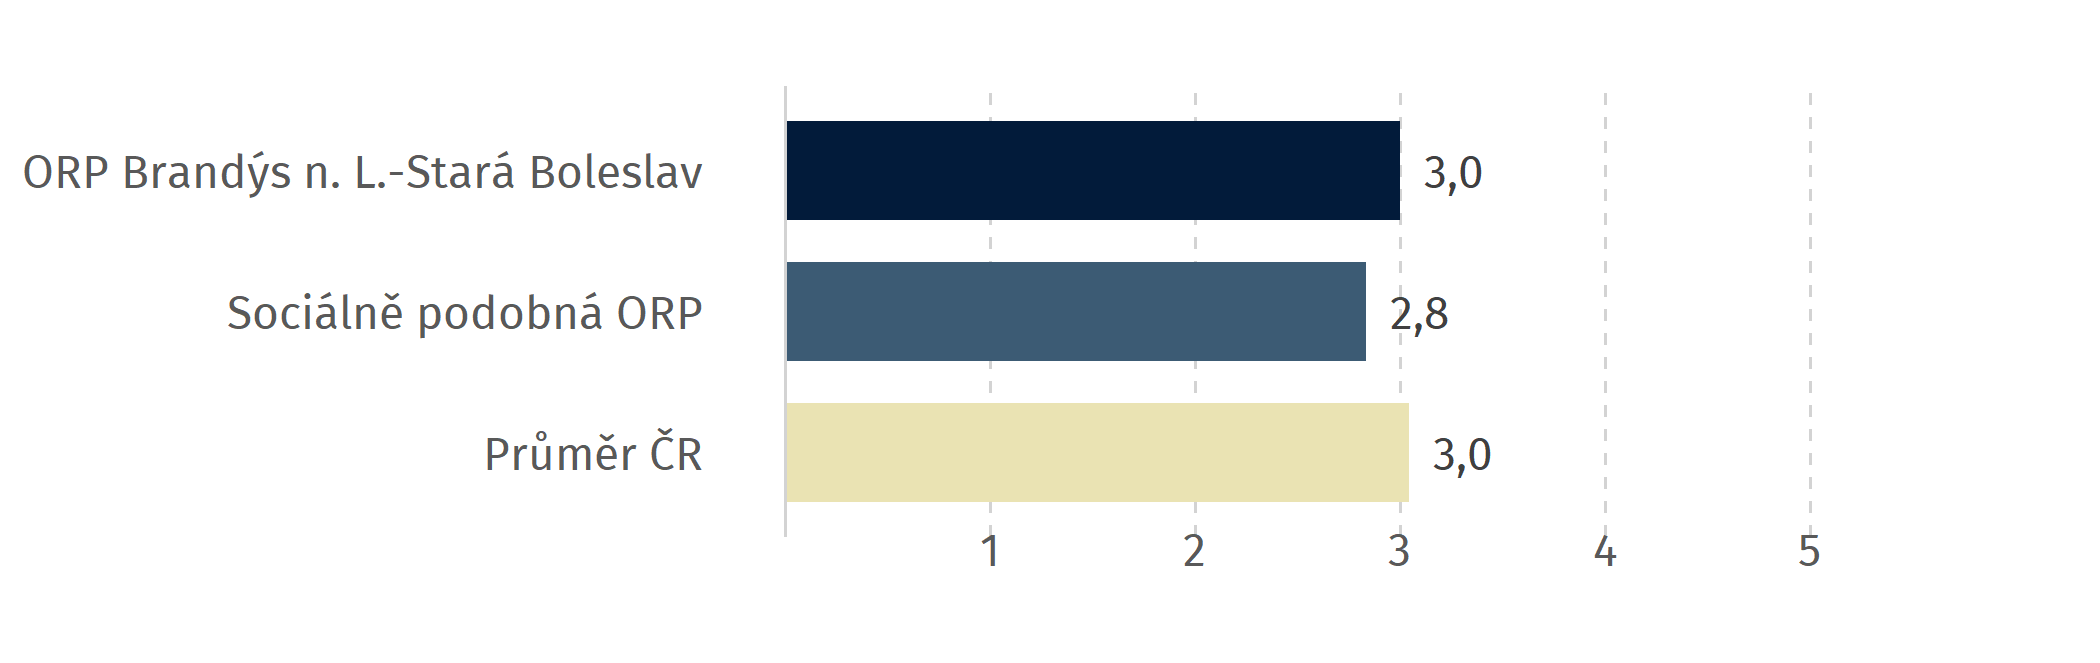 ORP Brandýs n. L.-Stará Boleslav 3,0
Sociálně podobná ORP 2,8
Průměr ČR 3,0
1 2 3 4 5